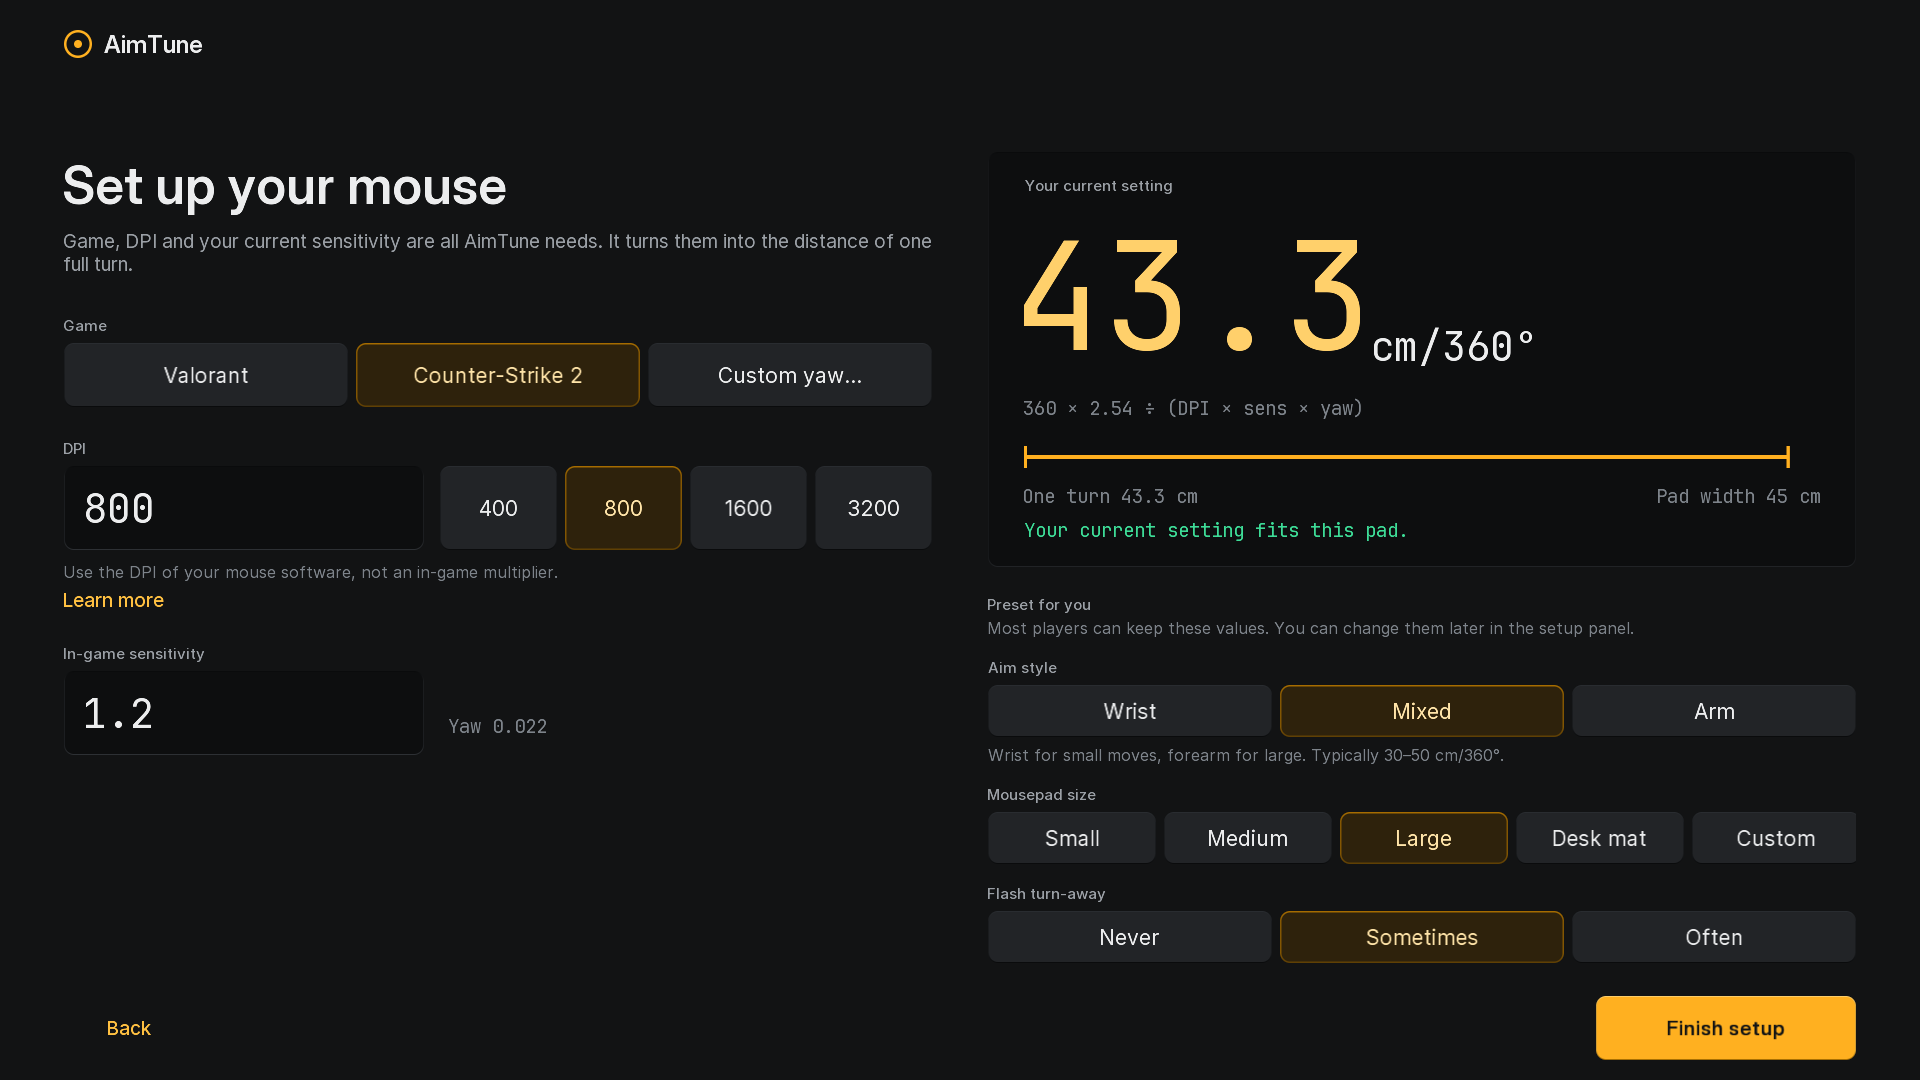 AimTune
Set up your mouse
Game, DPI and your current sensitivity are all AimTune needs. It turns them into the distance of one
full turn.
Game
Valorant
Counter-Strike 2
Custom yaw...
DPI
800
400
800
1600
3200
Use the DPI of your mouse software, not an in-game multiplier.
Learn more
In-game sensitivity
1.2
Yaw 0.022
Your current setting
43.3 cm/360°
360 × 2.54 ÷ (DPI × sens × yaw)
One turn 43.3 cm
Pad width 45 cm
Your current setting fits this pad.
Preset for you
Most players can keep these values. You can change them later in the setup panel.
Aim style
Wrist
Mixed
Arm
Wrist for small moves, forearm for large. Typically 30–50 cm/360°.
Mousepad size
Small
Medium
Large
Desk mat
Custom
Flash turn-away
Never
Sometimes
Often
Back
Finish setup